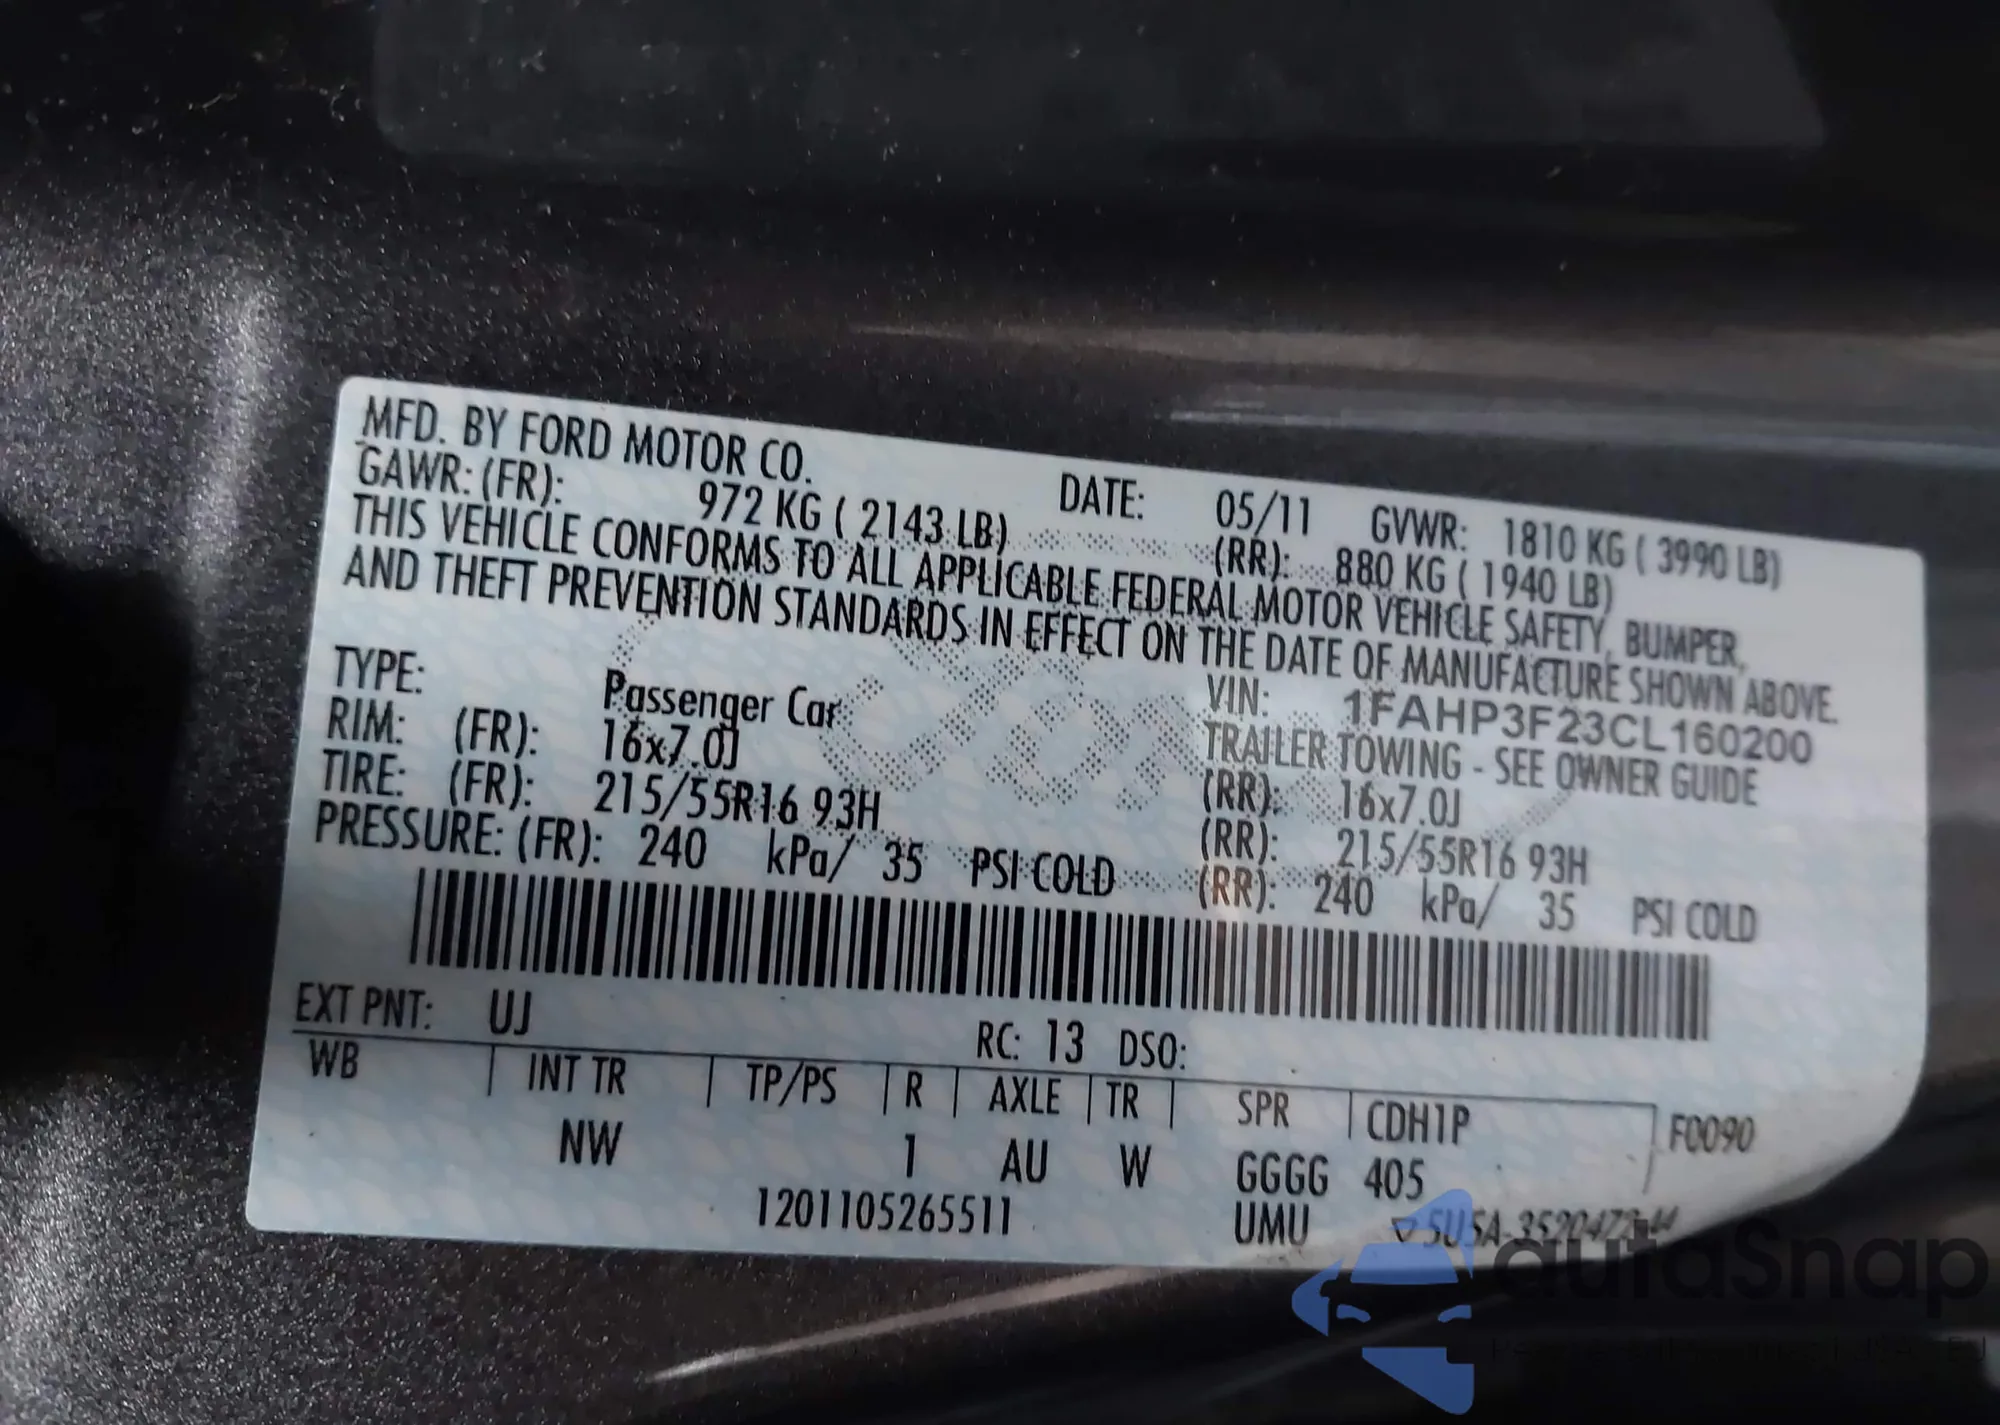 MFD. BY FORD MOTOR CO. DATE: 05/11 GVWR: 1810 KG ( 3990 LB)
GAWR: (FR): 972 KG ( 2143 LB) (RR): 880 KG ( 1940 LB)
THIS VEHICLE CONFORMS TO ALL APPLICABLE FEDERAL MOTOR VEHICLE SAFETY, BUMPER,
AND THEFT PREVENTION STANDARDS IN EFFECT ON THE DATE OF MANUFACTURE SHOWN ABOVE.
VIN: 1FAHP3F23CL160200
TYPE: Passenger Car TRAILER TOWING - SEE OWNER GUIDE
RIM: (FR): 16x7.0J (RR): 16x7.0J
TIRE: (FR): 215/55R16 93H (RR): 215/55R16 93H
PRESSURE: (FR): 240 kPa/ 35 PSI COLD (RR): 240 kPa/ 35 PSI COLD
EXT PNT: UJ RC: 13 DSO:
WB | INT TR | TP/PS | R | AXLE | TR | SPR | CDH1P F0090
NW 1 AU W GGGG 405
1201105265511 UMU ▽5U5A-3520472-
autaSnap